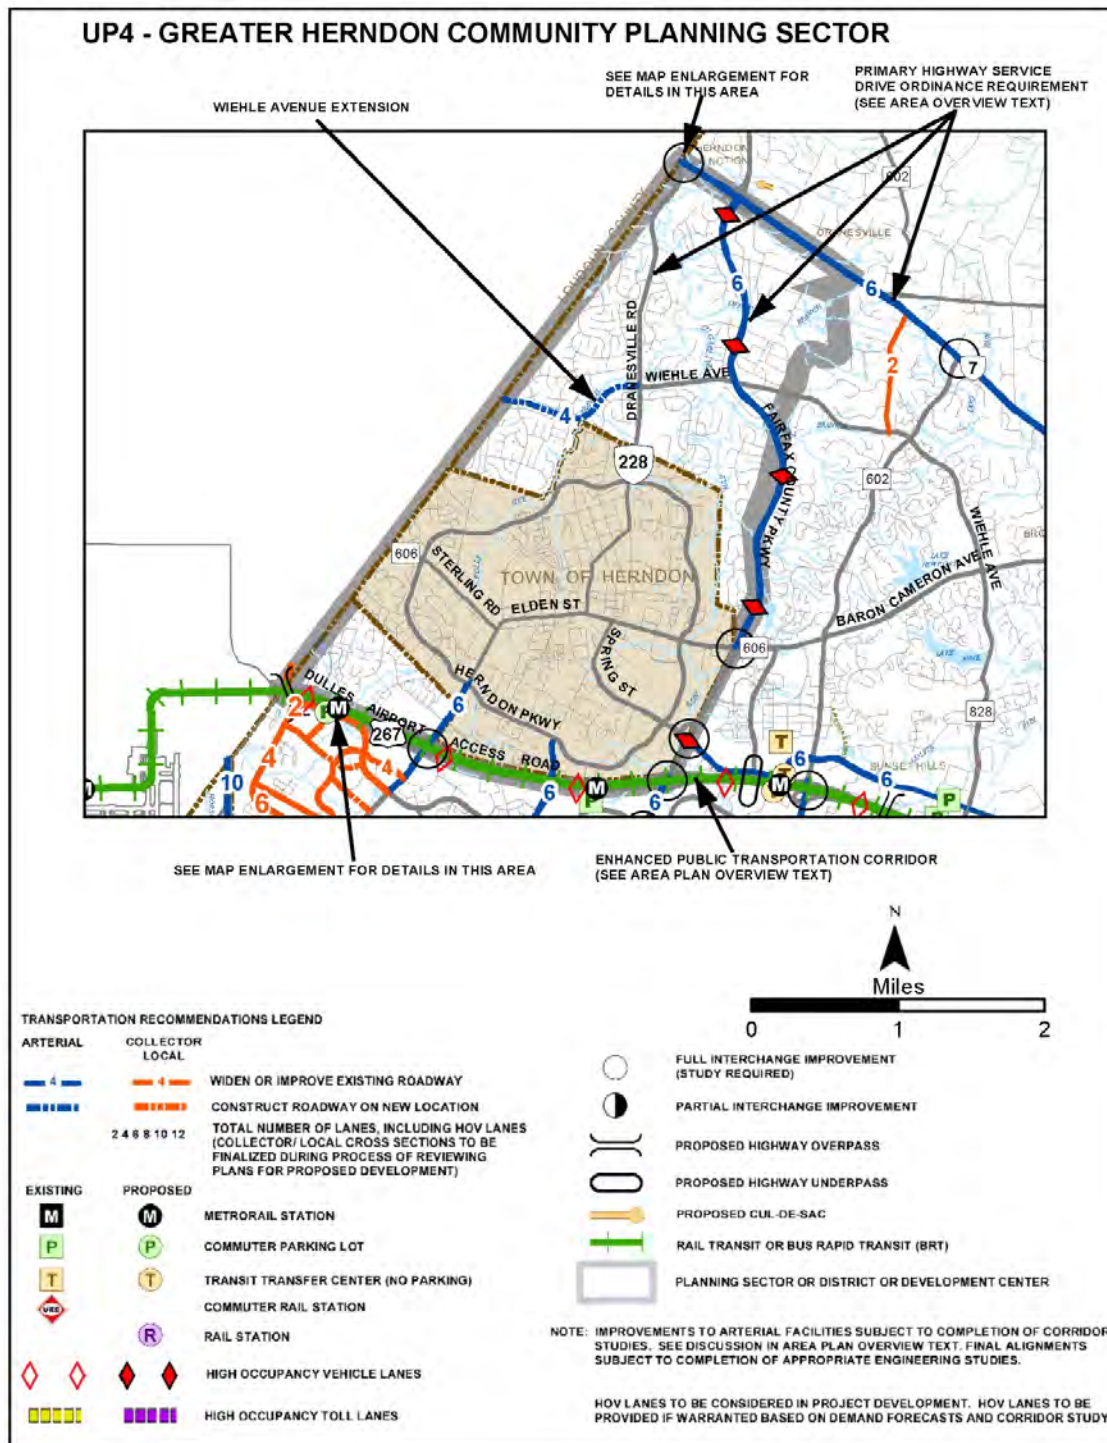 UP4 - GREATER HERNDON COMMUNITY PLANNING SECTOR
SEE MAP ENLARGEMENT FOR
DETAILS IN THIS AREA
PRIMARY HIGHWAY SERVICE
DRIVE ORDINANCE REQUIREMENT
(SEE AREA OVERVIEW TEXT)
WIEHLE AVENUE EXTENSION
HERNDON
JUNCTION
602
LOUDOUN COUNTY
DRANESVILLE
6
6
DRANESVILLE RD
2
7
WIEHLE AVE
4
228
FAIRFAX COUNTY PKWY
602
WIEHLE AVE
606
STERLING RD
TOWN OF HERNDON
ELDEN ST
BARON CAMERON AVE
SPRING ST
606
HERNDON PKWY
828
DULLES AIRPORT ACCESS ROAD
267
2
M
P
6
4
4
10
6
6
6
M
T
T
M
6
6
6
SUNSET HILLS
P
P
SEE MAP ENLARGEMENT FOR DETAILS IN THIS AREA
ENHANCED PUBLIC TRANSPORTATION CORRIDOR
(SEE AREA PLAN OVERVIEW TEXT)
N
Miles
0 1 2
TRANSPORTATION RECOMMENDATIONS LEGEND
ARTERIAL
COLLECTOR
LOCAL
4 4 WIDEN OR IMPROVE EXISTING ROADWAY
CONSTRUCT ROADWAY ON NEW LOCATION
2 4 6 8 10 12 TOTAL NUMBER OF LANES, INCLUDING HOV LANES
(COLLECTOR/ LOCAL CROSS SECTIONS TO BE
FINALIZED DURING PROCESS OF REVIEWING
PLANS FOR PROPOSED DEVELOPMENT)
EXISTING PROPOSED
M M METRORAIL STATION
P P COMMUTER PARKING LOT
T T TRANSIT TRANSFER CENTER (NO PARKING)
VRE COMMUTER RAIL STATION
R RAIL STATION
HIGH OCCUPANCY VEHICLE LANES
HIGH OCCUPANCY TOLL LANES
FULL INTERCHANGE IMPROVEMENT
(STUDY REQUIRED)
PARTIAL INTERCHANGE IMPROVEMENT
PROPOSED HIGHWAY OVERPASS
PROPOSED HIGHWAY UNDERPASS
PROPOSED CUL-DE-SAC
RAIL TRANSIT OR BUS RAPID TRANSIT (BRT)
PLANNING SECTOR OR DISTRICT OR DEVELOPMENT CENTER
NOTE: IMPROVEMENTS TO ARTERIAL FACILITIES SUBJECT TO COMPLETION OF CORRIDOR
STUDIES. SEE DISCUSSION IN AREA PLAN OVERVIEW TEXT. FINAL ALIGNMENTS
SUBJECT TO COMPLETION OF APPROPRIATE ENGINEERING STUDIES.
HOV LANES TO BE CONSIDERED IN PROJECT DEVELOPMENT. HOV LANES TO BE
PROVIDED IF WARRANTED BASED ON DEMAND FORECASTS AND CORRIDOR STUDY